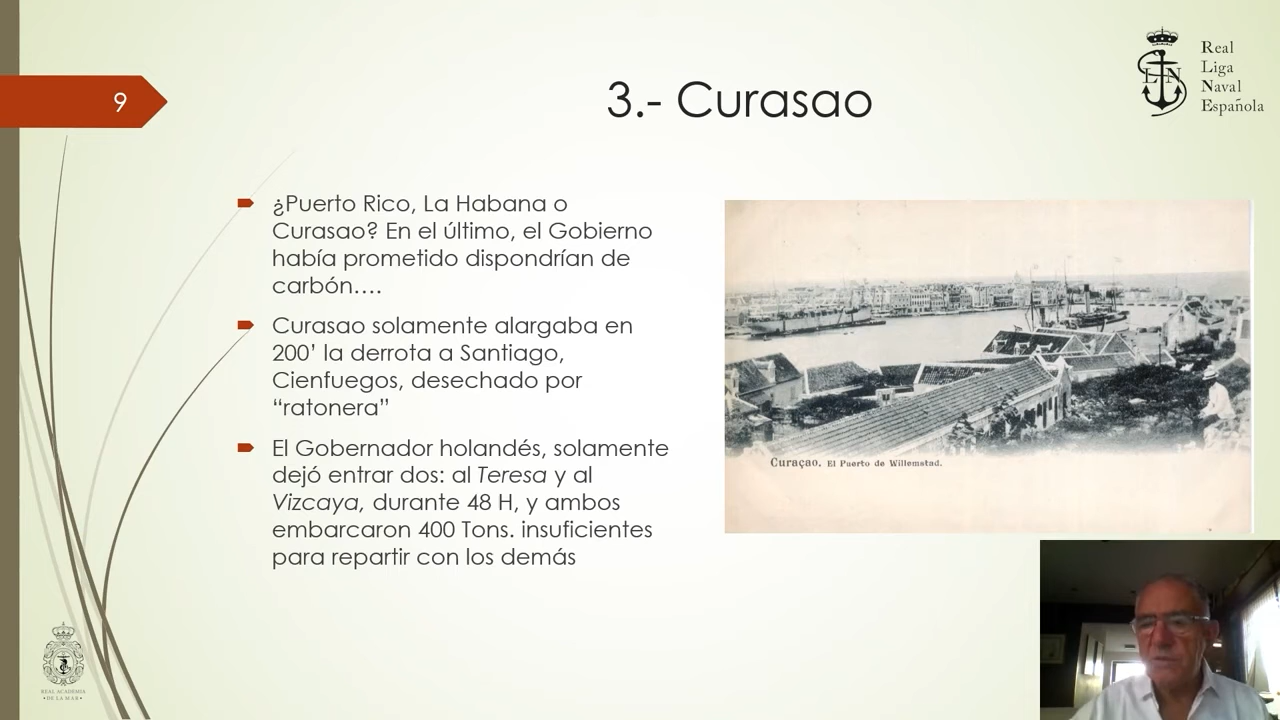 9
3.- Curasao
L N
Real
Liga
Naval
Española
¿Puerto Rico, La Habana o
Curasao? En el último, el Gobierno
había prometido dispondrían de
carbón....
Curasao solamente alargaba en
200’ la derrota a Santiago,
Cienfuegos, desechado por
“ratonera”
El Gobernador holandés, solamente
dejó entrar dos: al Teresa y al
Vizcaya, durante 48 H, y ambos
embarcaron 400 Tons. insuficientes
para repartir con los demás
Curaçao. El Puerto de Willemstad.
REAL ACADEMIA
• DE LA MAR •